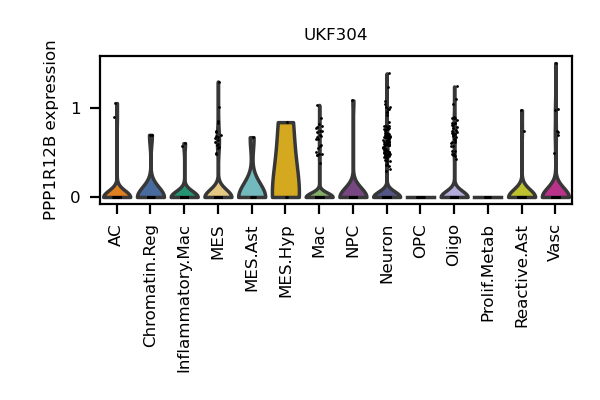 UKF304
PPP1R12B expression
1
0
AC
Chromatin.Reg
Inflammatory.Mac
MES
MES.Ast
MES.Hyp
Mac
NPC
Neuron
OPC
Oligo
Prolif.Metab
Reactive.Ast
Vasc